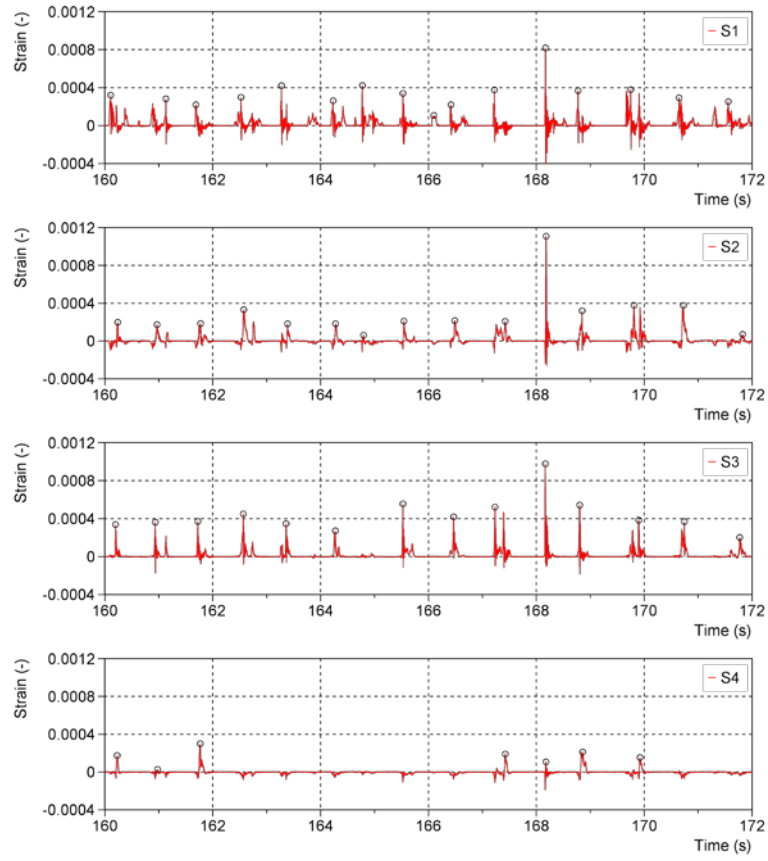 Strain (-)
0.0012
0.0008
0.0004
0
-0.0004
S1
160 162 164 166 168 170 172
Time (s)
Strain (-)
0.0012
0.0008
0.0004
0
-0.0004
S2
160 162 164 166 168 170 172
Time (s)
Strain (-)
0.0012
0.0008
0.0004
0
-0.0004
S3
160 162 164 166 168 170 172
Time (s)
Strain (-)
0.0012
0.0008
0.0004
0
-0.0004
S4
160 162 164 166 168 170 172
Time (s)